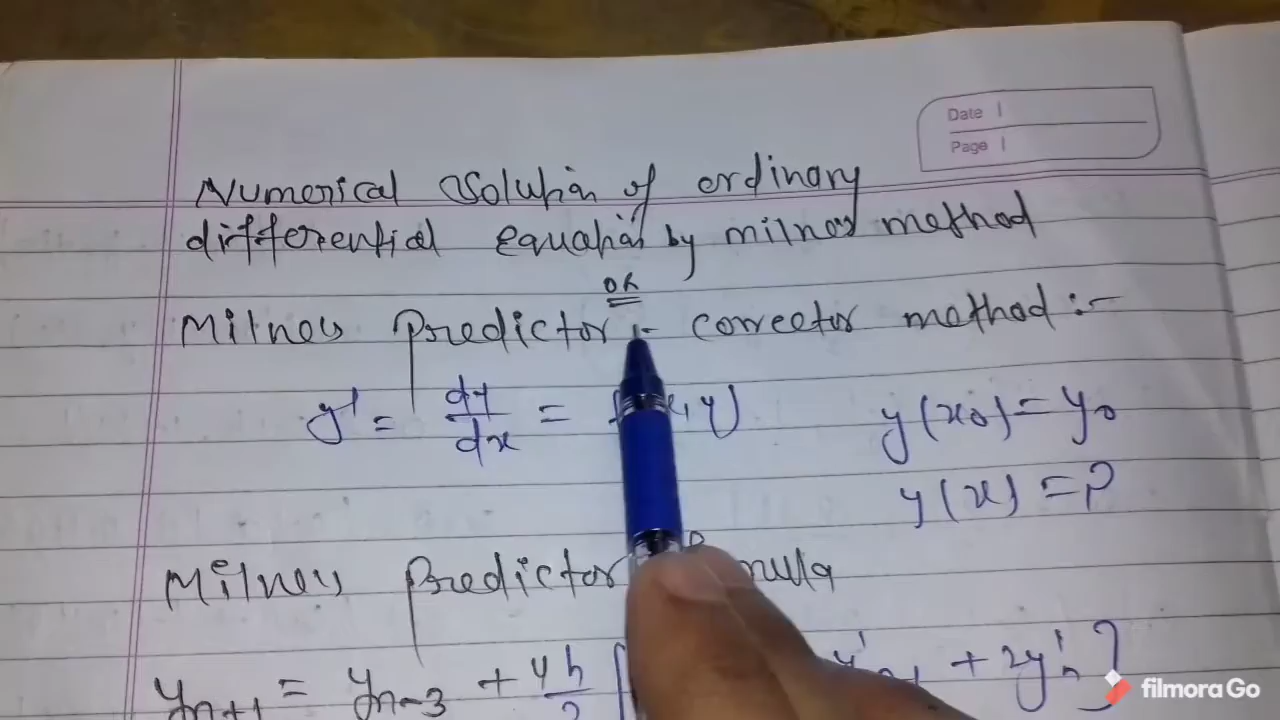 Date
Page
Numerical Solution of ordinary
differential equation by milnes method
OR
Milnes Predictor - corrector method :-
y' = dy/dx = f(x, y) y(x0) = y0
y(x) = ?
Milnes Predictor
yn+1 = yn-3 + 4h + 2y'n ]
filmora Go